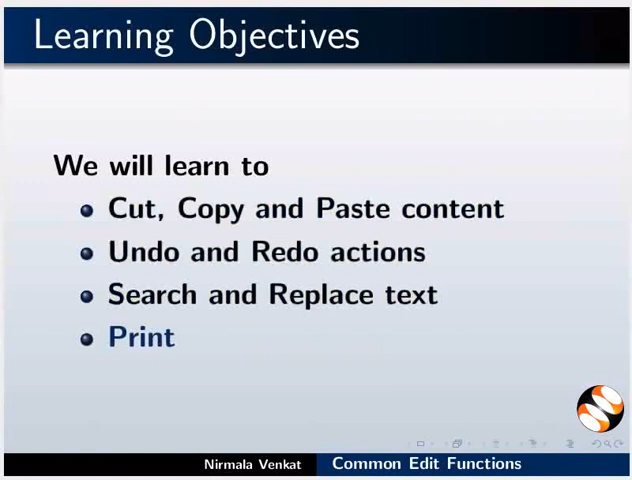 Learning Objectives
We will learn to
Cut, Copy and Paste content
Undo and Redo actions
Search and Replace text
Print
Nirmala Venkat
Common Edit Functions